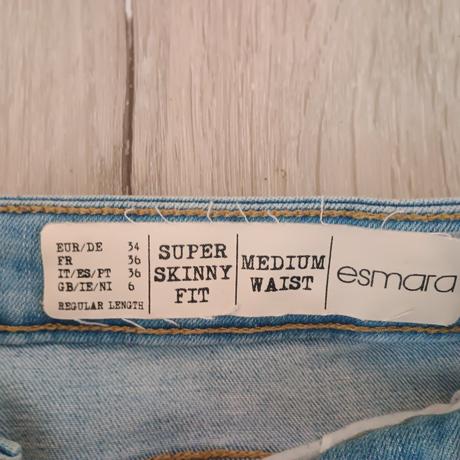 EUR/DE 34
FR 36
IT/ES/PT 36
GB/IE/NI 6
REGULAR LENGTH
SUPER
SKINNY
FIT
MEDIUM
WAIST
esmara